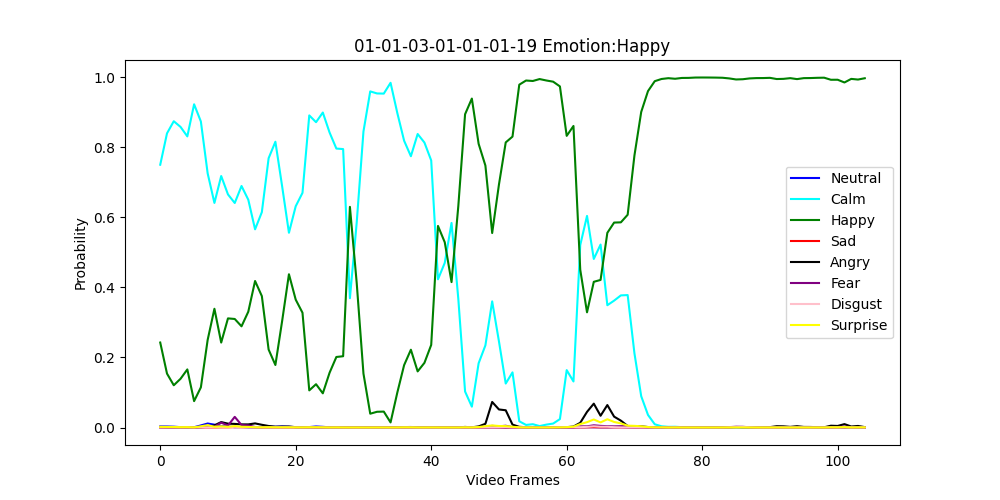 01-01-03-01-01-01-19 Emotion:Happy
1.0
0.8
0.6
0.4
0.2
0.0
Probability
0
20
40
60
80
100
Video Frames
Neutral
Calm
Happy
Sad
Angry
Fear
Disgust
Surprise